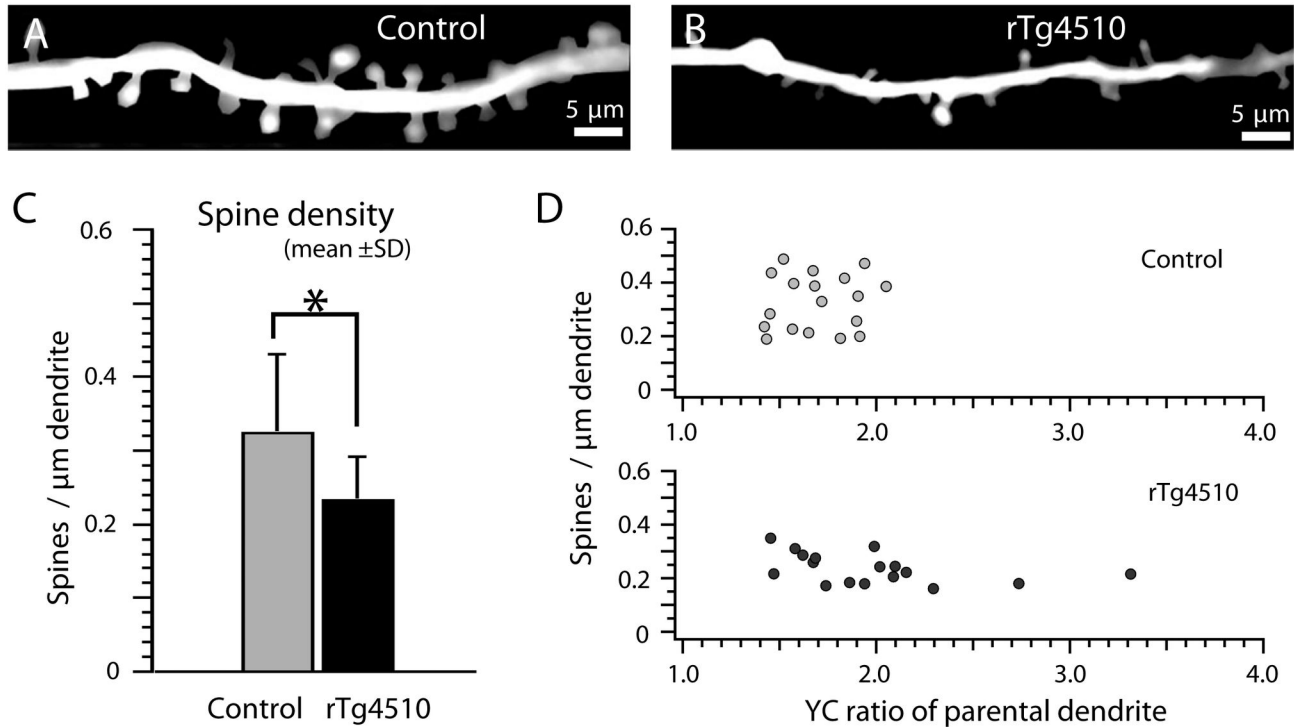 A
Control
5 µm
B
rTg4510
5 µm
C
Spine density
(mean ±SD)
Spines / µm dendrite
0.6
0.4
0.2
0
*
Control rTg4510
D
Spines / µm dendrite
0.6
0.4
0.2
0
Control
1.0 2.0 3.0 4.0
0.6
0.4
0.2
0
rTg4510
1.0 2.0 3.0 4.0
YC ratio of parental dendrite